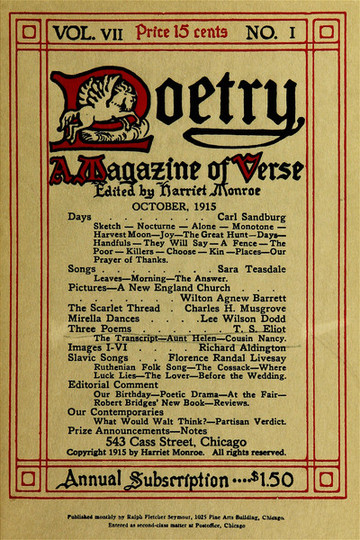 VOL. VII Price 15 cents NO. I
Poetry
A Magazine of Verse
Edited by Harriet Monroe
OCTOBER, 1915
Days . . . . . . . Carl Sandburg
Sketch — Nocturne — Alone — Monotone —
Harvest Moon—Joy—The Great Hunt—Days—
Handfuls — They Will Say — A Fence — The
Poor — Killers — Choose — Kin —Places—Our
Prayer of Thanks.
Songs . . . . . . . Sara Teasdale
Leaves—Morning—The Answer.
Pictures—A New England Church . .
. . . . . . Wilton Agnew Barrett
The Scarlet Thread . Charles H. Musgrove
Mirella Dances . . . .Lee Wilson Dodd
Three Poems . . . . . T. S. Eliot
The Transcript—Aunt Helen—Cousin Nancy.
Images I-VI . . . Richard Aldington
Slavic Songs . Florence Randal Livesay
Ruthenian Folk Song—The Cossack—Where
Luck Lies—The Lover—Before the Wedding.
Editorial Comment
Our Birthday—Poetic Drama—At the Fair—
Robert Bridges' New Book—Reviews.
Our Contemporaries
What Would Walt Think?—Partisan Verdict.
Prize Announcements—Notes
543 Cass Street, Chicago
Copyright 1915 by Harriet Monroe. All rights reserved.
Annual Subscription ····$1.50
Published monthly by Ralph Fletcher Seymour, 1025 Fine Arts Building, Chicago.
Entered as second-class matter at Postoffice, Chicago